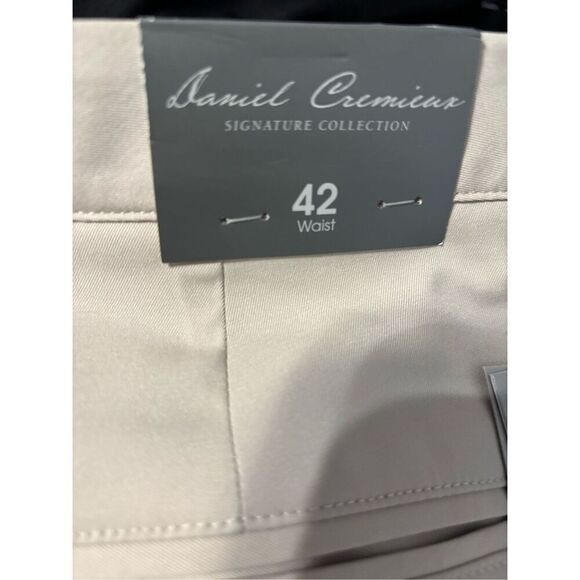 Daniel Cremieux
SIGNATURE COLLECTION
42
Waist